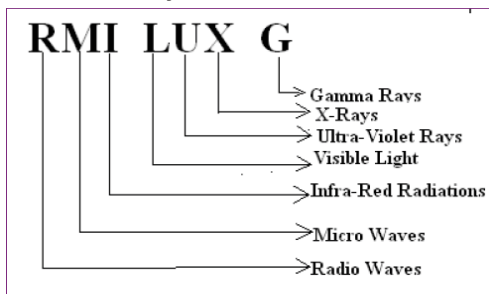 RMI LUX G
Gamma Rays
X-Rays
Ultra-Violet Rays
Visible Light
Infra-Red Radiations
Micro Waves
Radio Waves